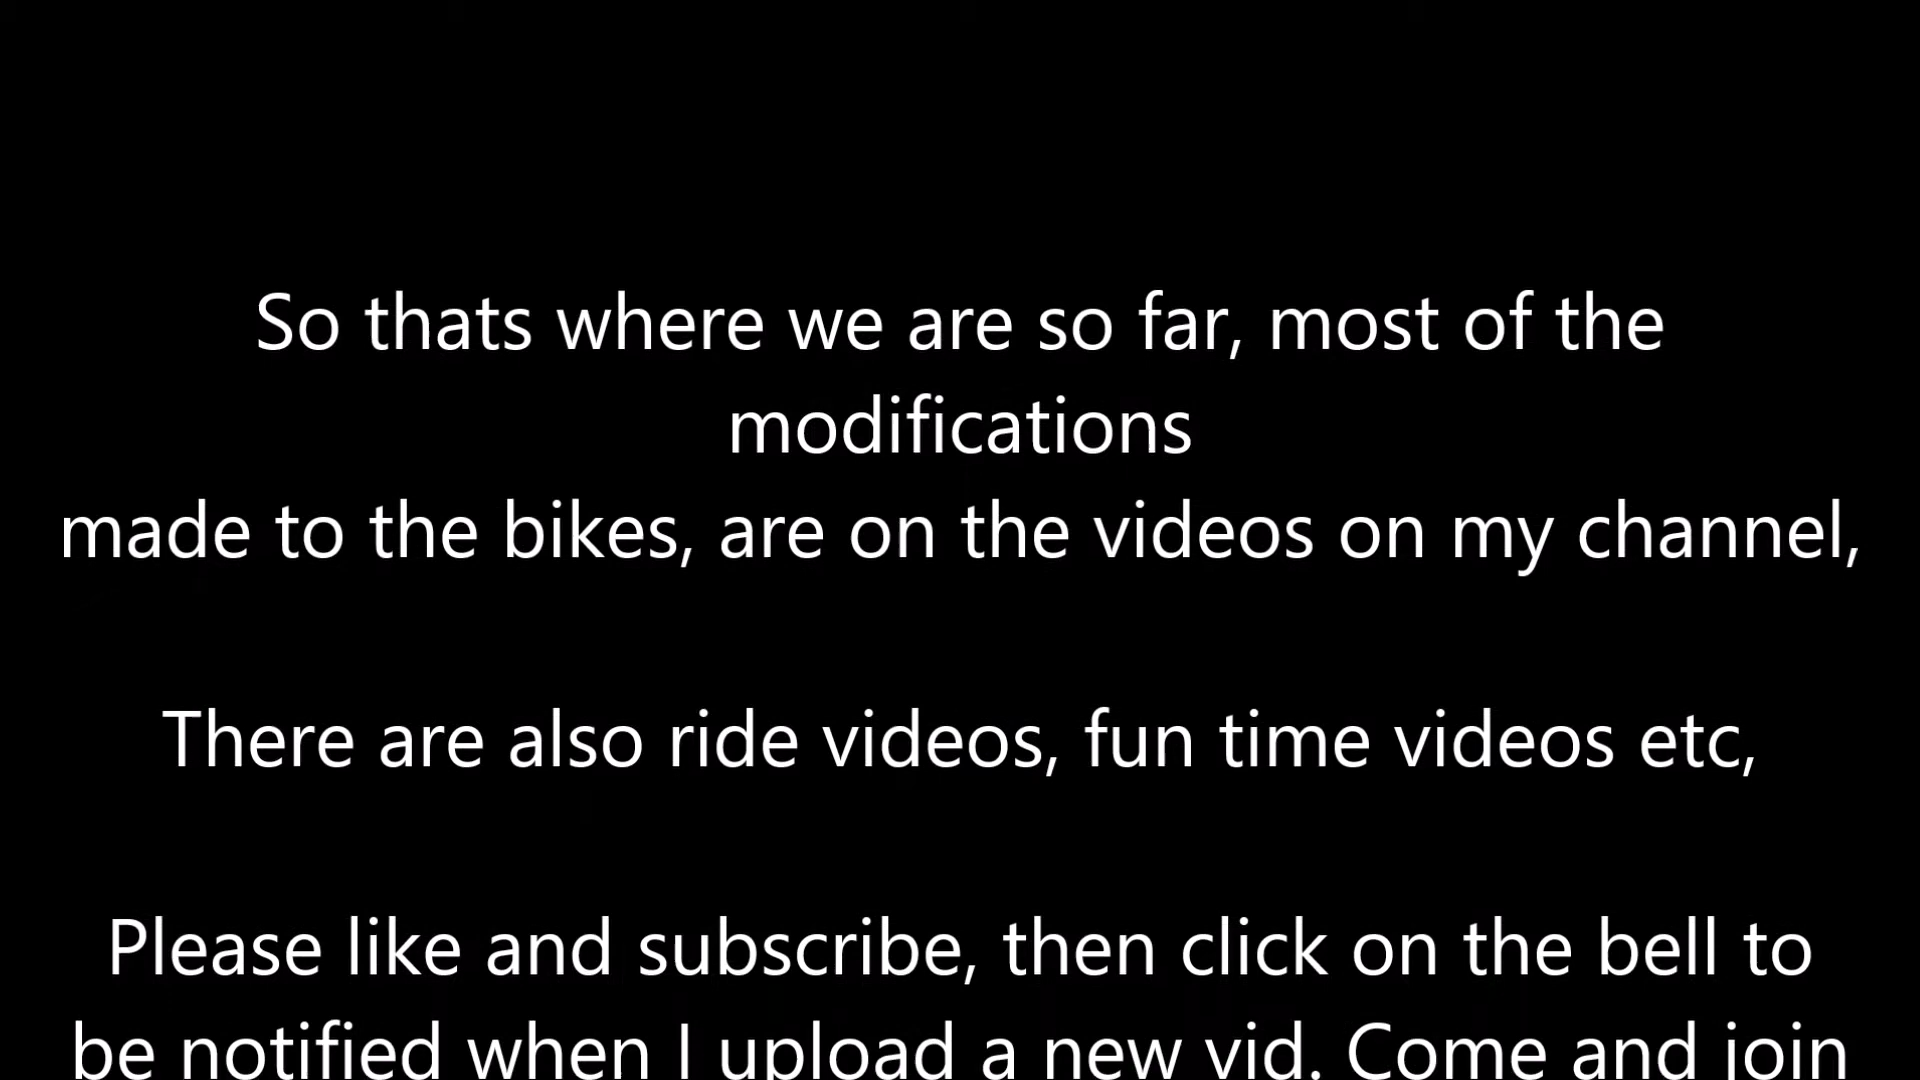 So thats where we are so far, most of the
modifications
made to the bikes, are on the videos on my channel,
There are also ride videos, fun time videos etc,
Please like and subscribe, then click on the bell to
be notified when I upload a new vid. Come and join